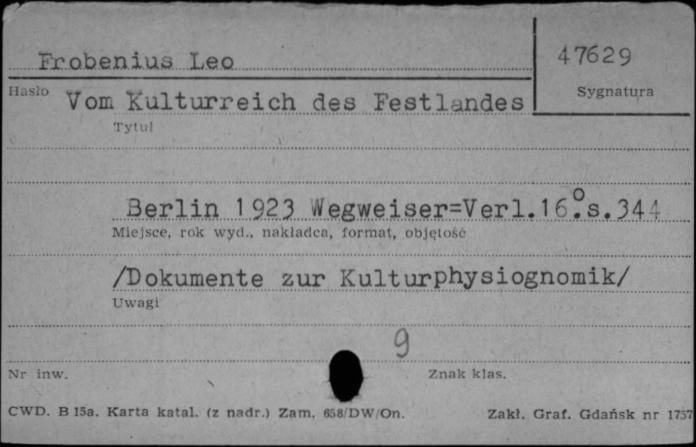 Frobenius Leo
47629
Hasło
Sygnatura
Vom Kulturreich des Festlandes
Tytuł
Berlin 1923 Wegweiser=Verl.16°.s.344
Miejsce, rok wyd., nakładca, format, objętość
/Dokumente zur Kulturphysiognomik/
Uwagi
9
Nr inw.
Znak klas.
CWD. B 15a. Karta katal. (z nadr.) Zam. 658/DW/On.
Zakł. Graf. Gdańsk nr 1757